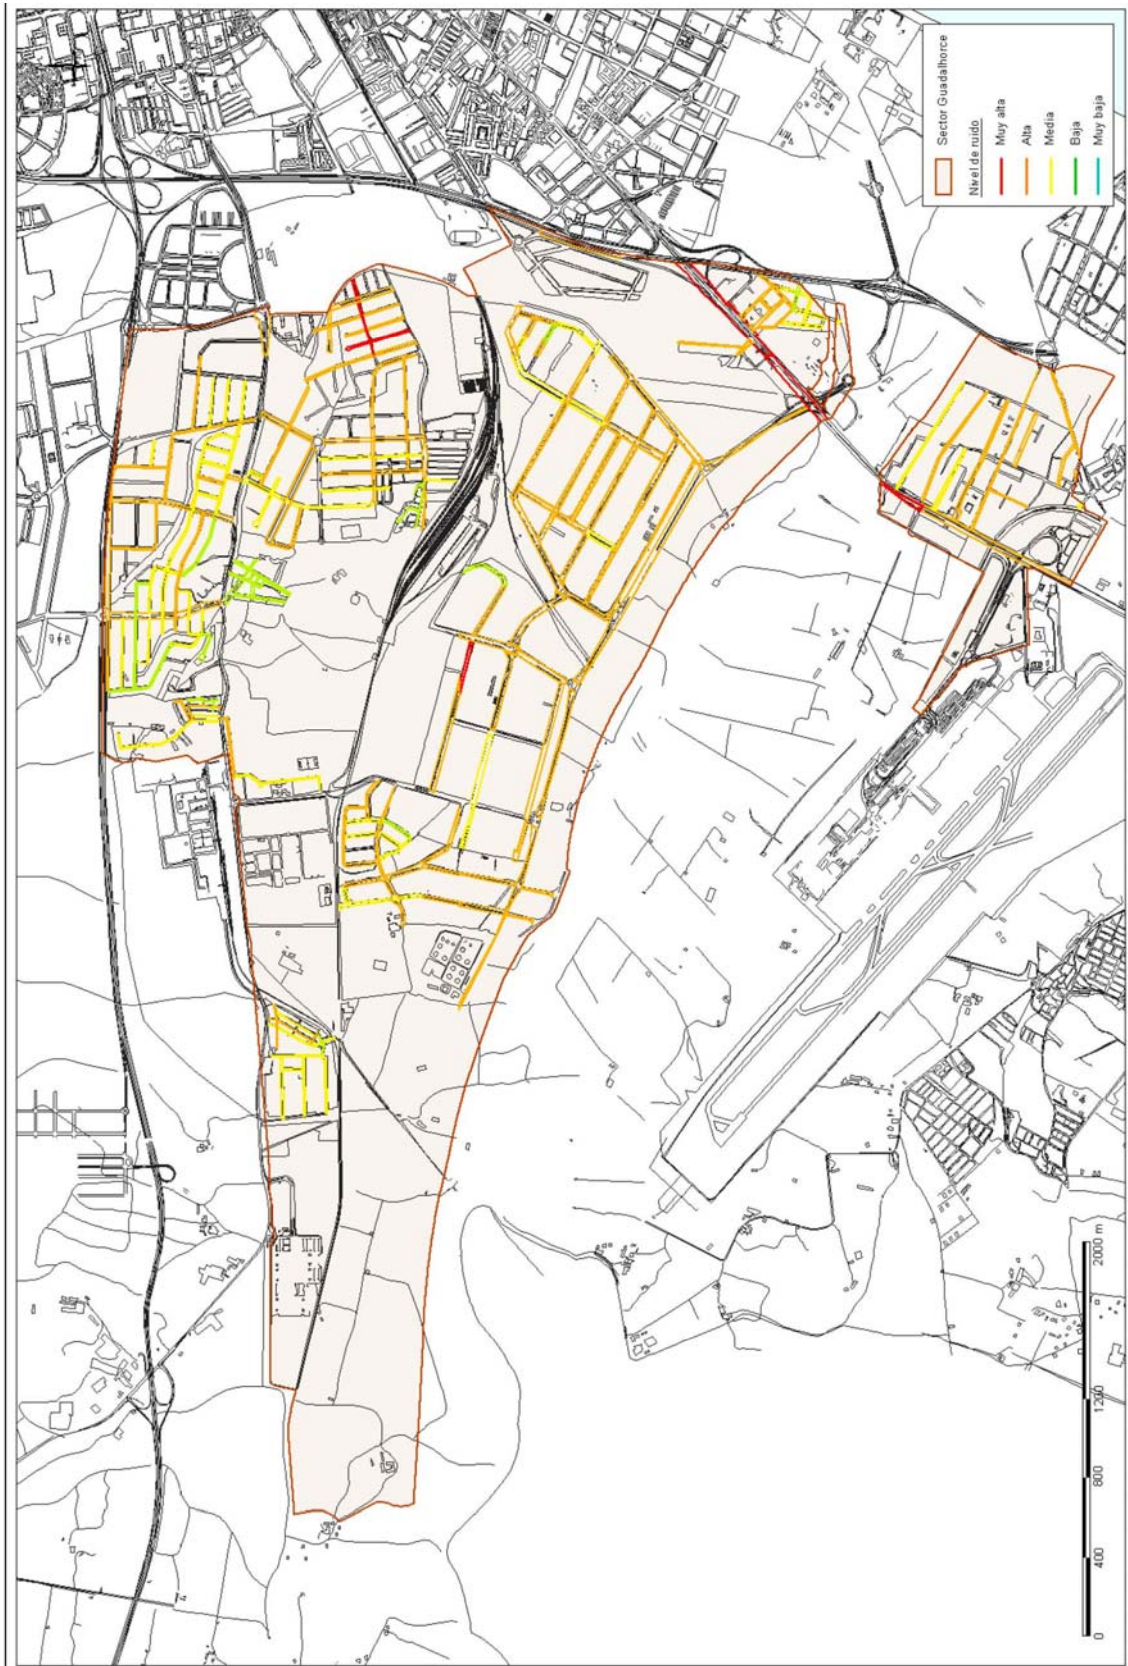 Sector Guadalhorce
Nivel de ruido
Muy alta
Alta
Media
Baja
Muy baja
0
400
800
1200
2000 m